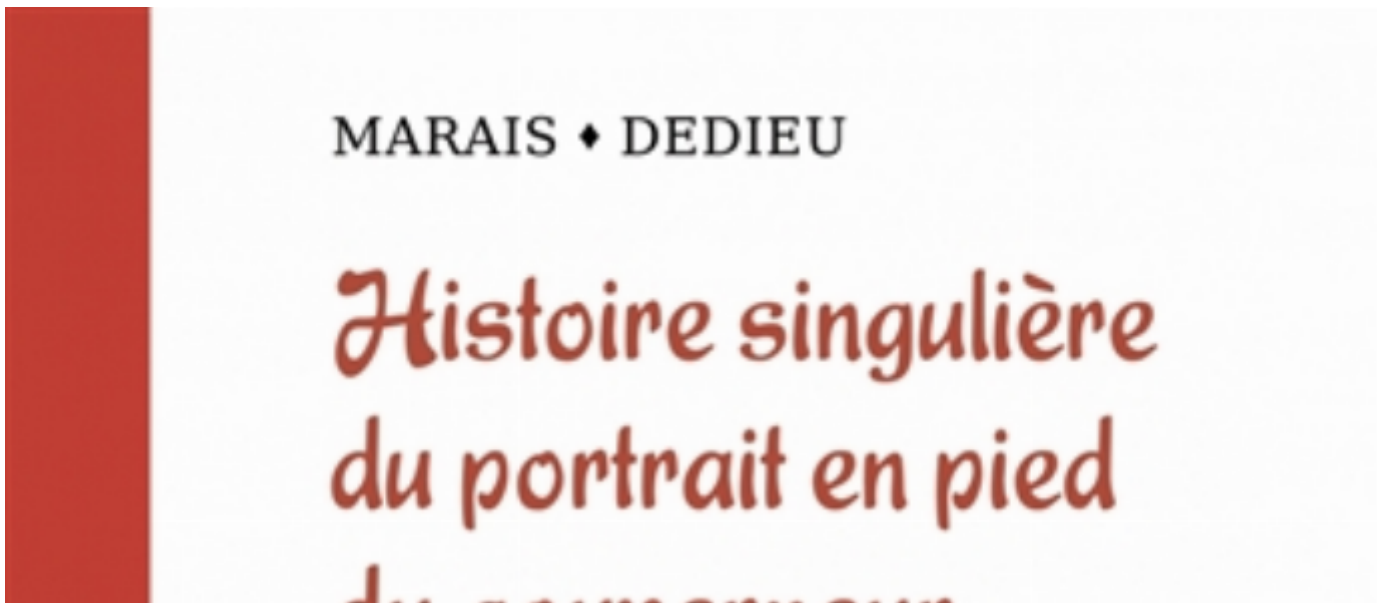 MARAIS ♦ DEDIEU
Histoire singulière
du portrait en pied